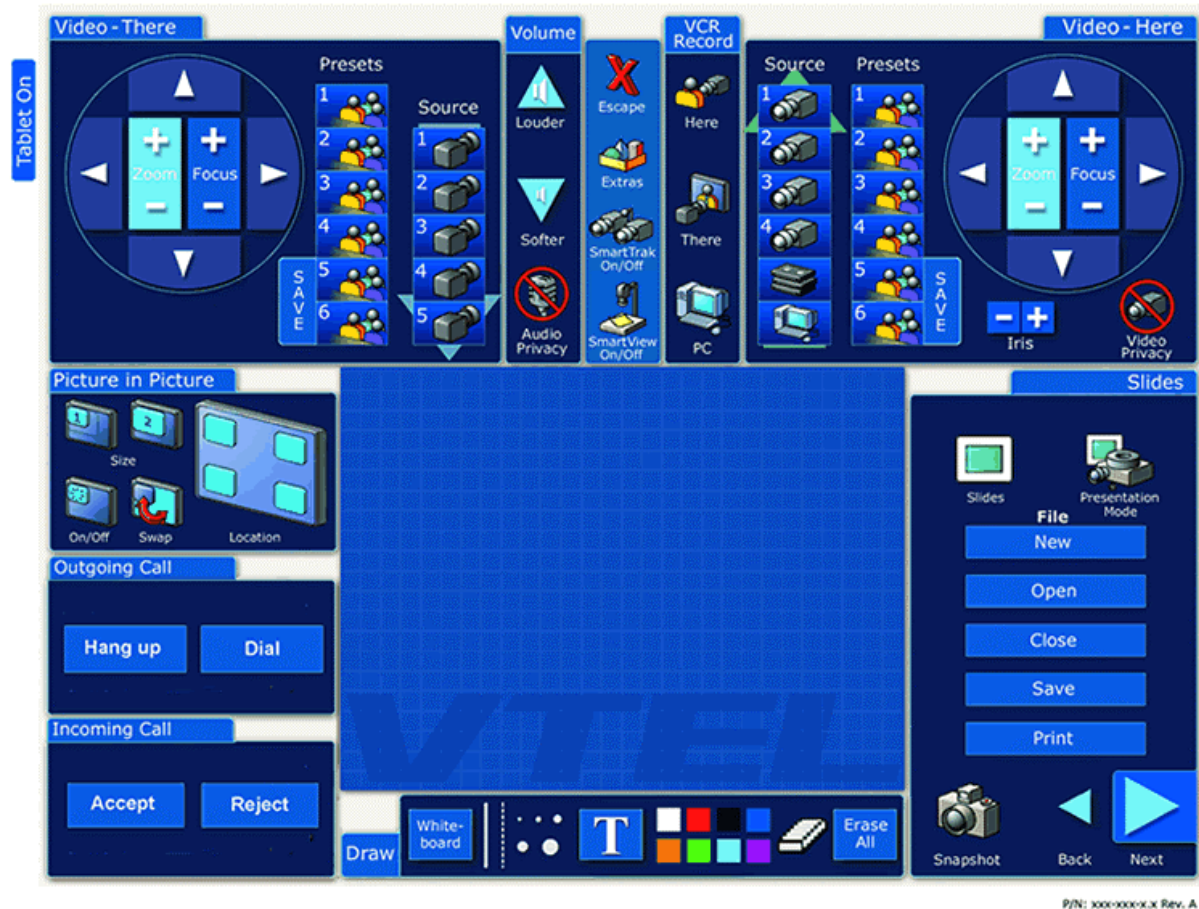 Video - There
Volume
VCR
Record
Video - Here
Tablet On
Presets
Source
Zoom
Focus
1
2
3
4
5
6
SAVE
1
2
3
4
5
Louder
Softer
Audio
Privacy
Escape
Extras
SmartTrak
On/Off
SmartView
On/Off
Here
There
PC
Source
1
2
3
4
Presets
1
2
3
4
5
6
SAVE
Zoom
Focus
Iris
Video
Privacy
Picture in Picture
1
2
Size
On/Off
Swap
Location
Outgoing Call
Hang up
Dial
Incoming Call
Accept
Reject
VTEL
Draw
White-
board
T
Erase
All
Slides
Slides
Presentation
Mode
File
New
Open
Close
Save
Print
Snapshot
Back
Next
P/N: xxx-xxx-x.x Rev. A